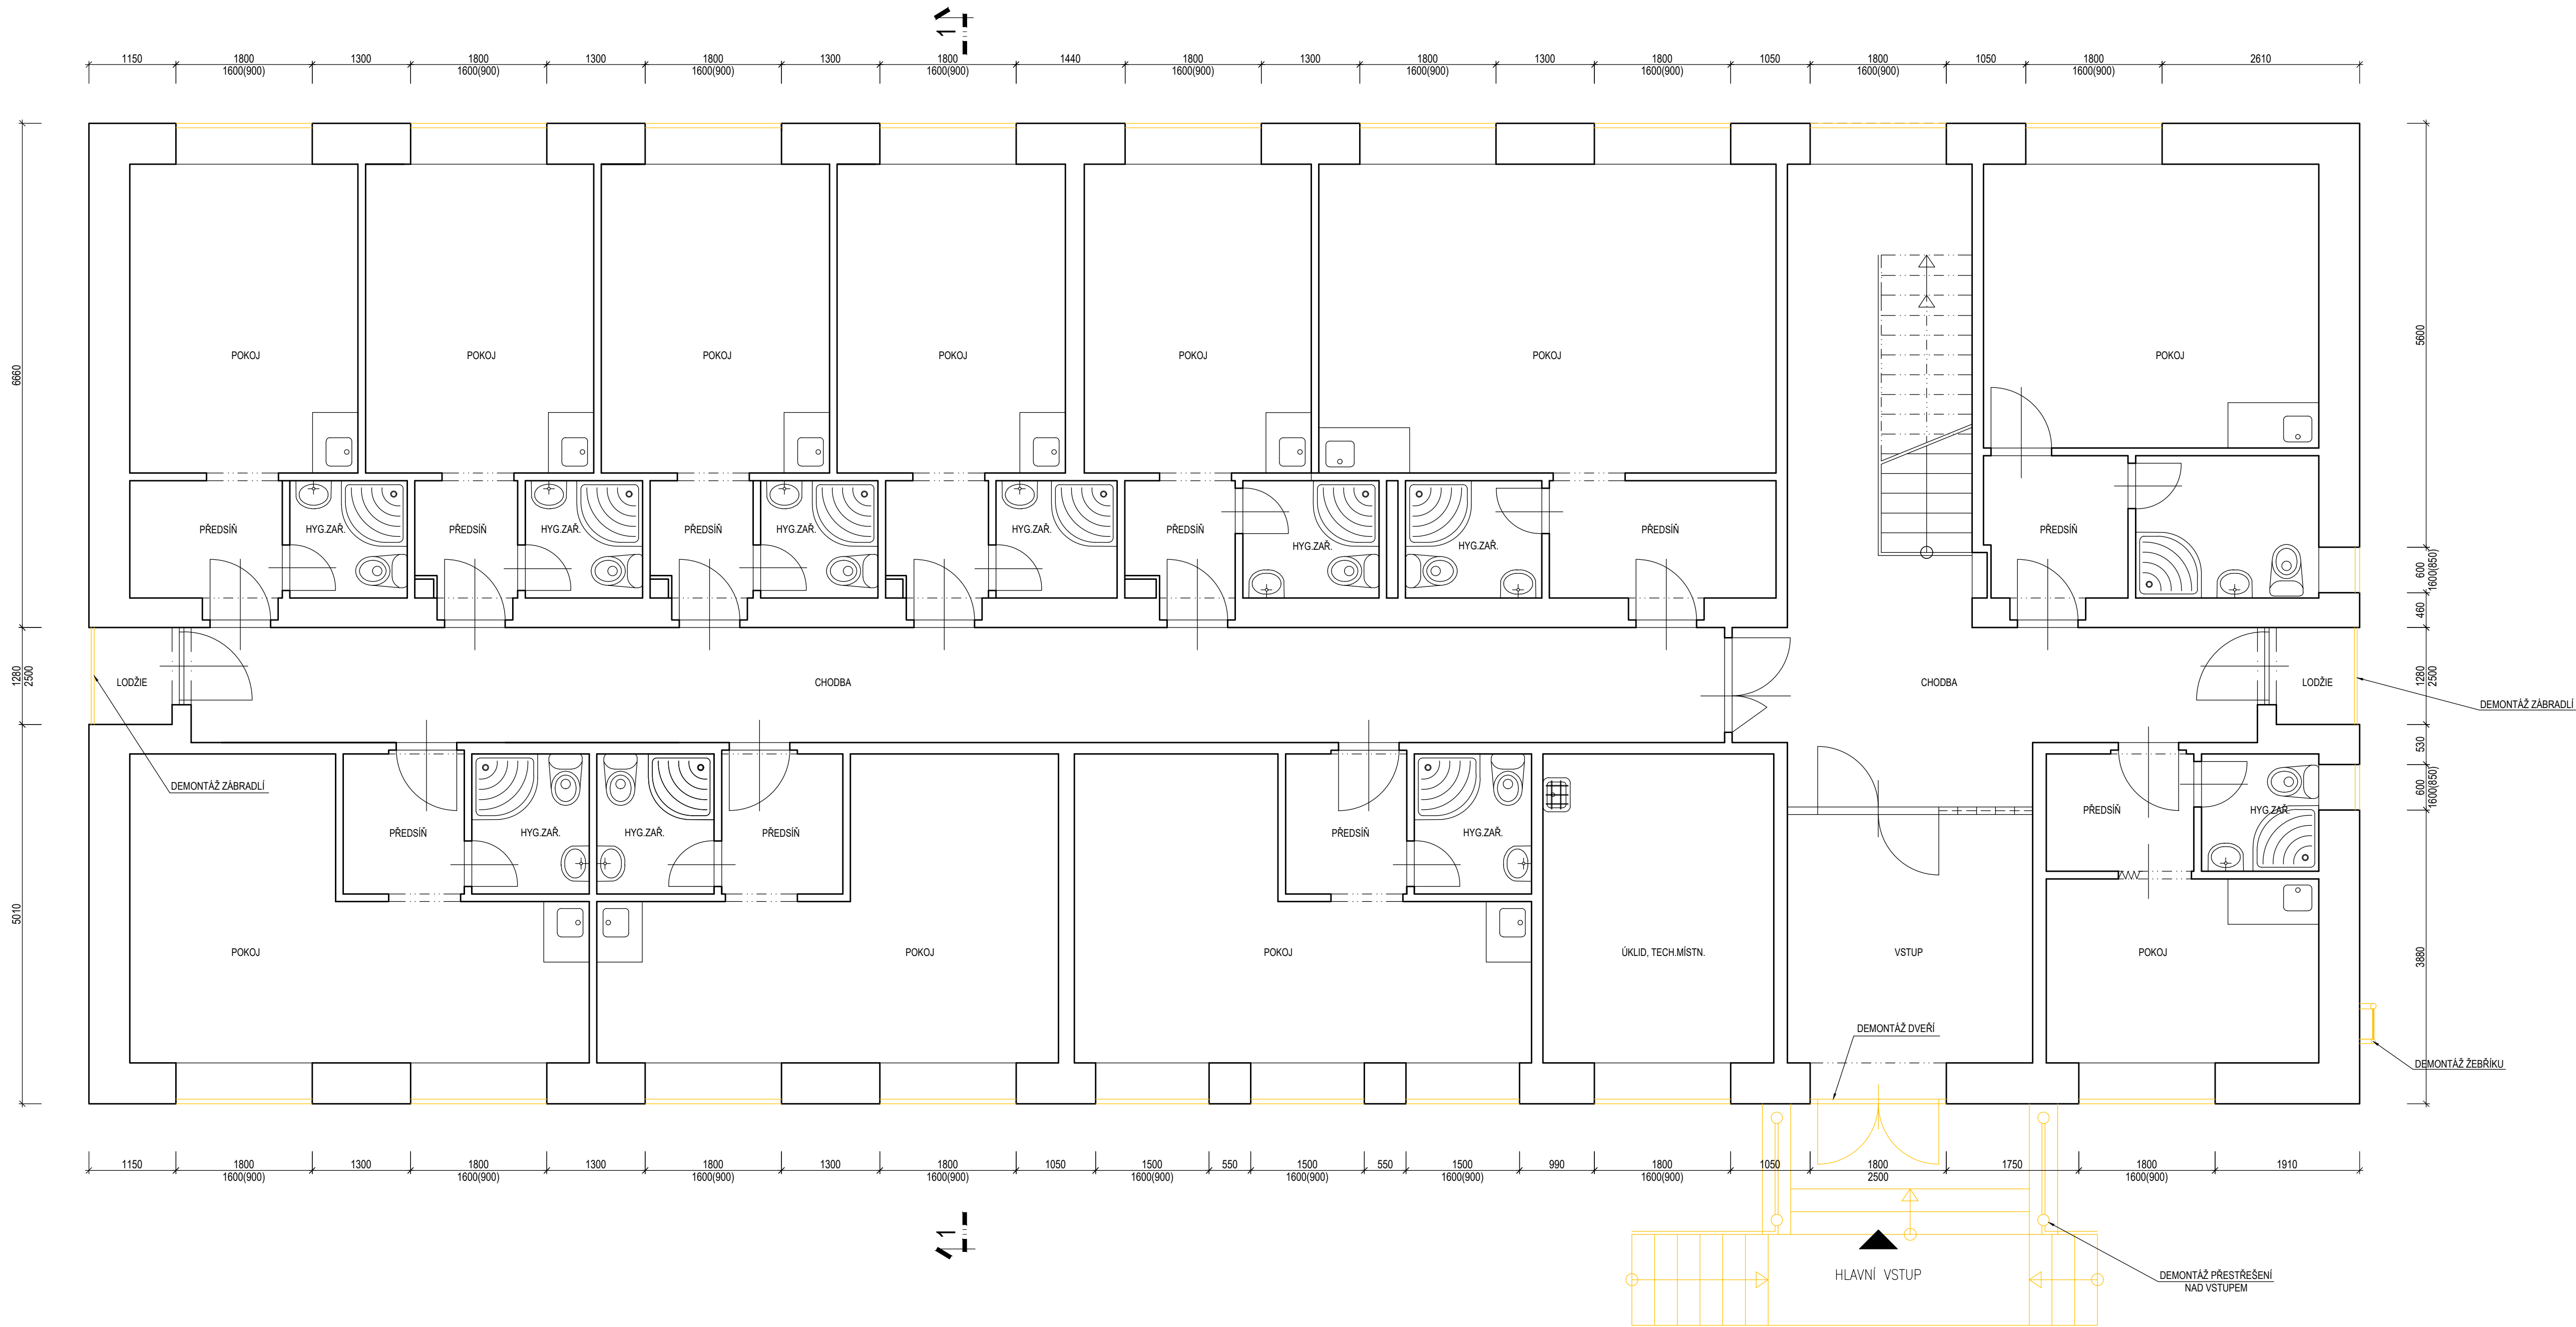 1
1150 1800 1300 1800 1300 1800 1300 1800 1440 1800 1300 1800 1300 1800 1050 1800 1050 1800 2610
1600(900) 1600(900) 1600(900) 1600(900) 1600(900) 1600(900) 1600(900) 1600(900) 1600(900)
6660
5600
POKOJ POKOJ POKOJ POKOJ POKOJ POKOJ POKOJ
PŘEDSÍŇ HYG.ZAŘ. PŘEDSÍŇ HYG.ZAŘ. PŘEDSÍŇ HYG.ZAŘ. HYG.ZAŘ. PŘEDSÍŇ PŘEDSÍŇ PŘEDSÍŇ
HYG.ZAŘ. HYG.ZAŘ.
600
1600(850)
460
1280
2500
LODŽIE CHODBA CHODBA LODŽIE
1280
2500
DEMONTÁŽ ZÁBRADLÍ
530
600
1600(850)
DEMONTÁŽ ZÁBRADLÍ
PŘEDSÍŇ HYG.ZAŘ. HYG.ZAŘ. PŘEDSÍŇ PŘEDSÍŇ HYG.ZAŘ.
PŘEDSÍŇ HYG.ZAŘ.
5010
3880
POKOJ POKOJ POKOJ ÚKLID, TECH.MÍSTN. VSTUP POKOJ
DEMONTÁŽ DVEŘÍ
DEMONTÁŽ ŽEBŘÍKU
1150 1800 1300 1800 1300 1800 1300 1800 1050 1500 550 1500 550 1500 990 1800 1050 1800 1750 1800 1910
1600(900) 1600(900) 1600(900) 1600(900) 1600(900) 1600(900) 1600(900) 1600(900) 2500 1600(900)
1
HLAVNÍ VSTUP
DEMONTÁŽ PŘESTŘEŠENÍ
NAD VSTUPEM